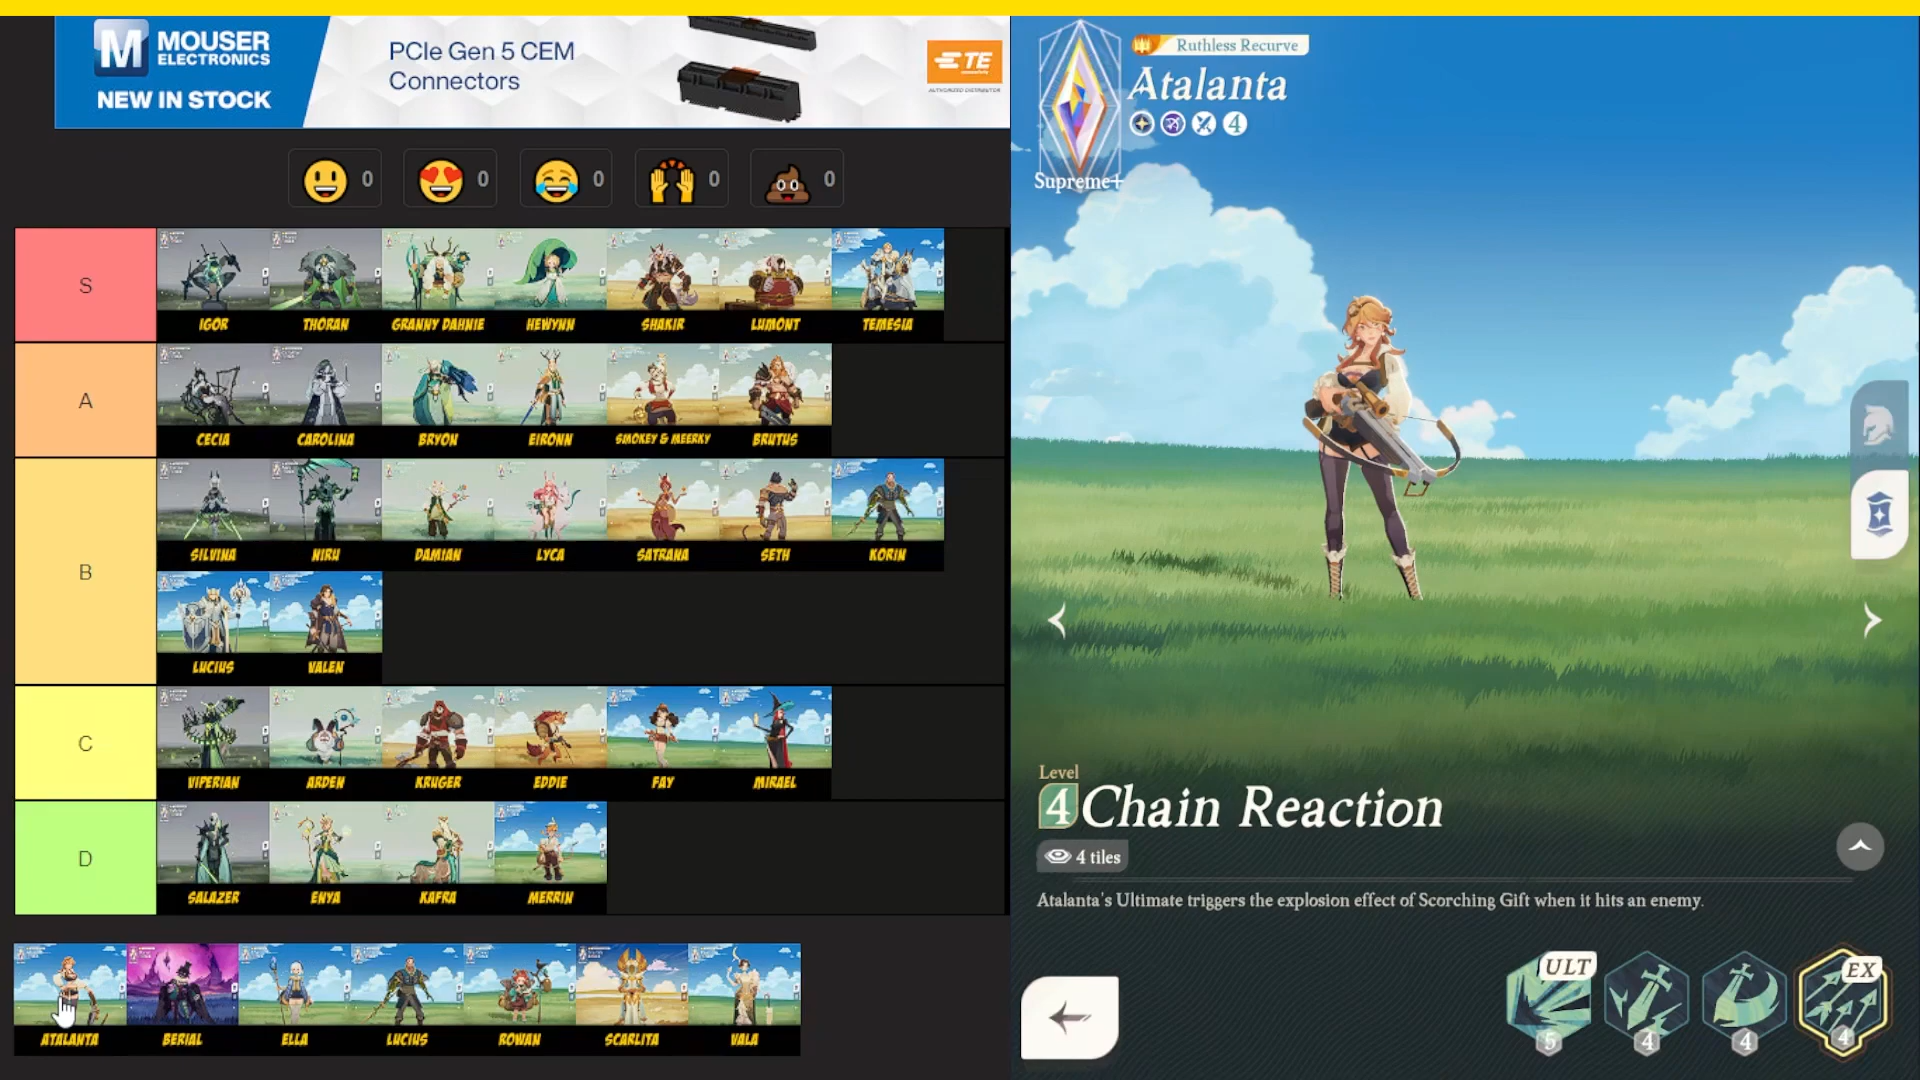 M MOUSER
ELECTRONICS
NEW IN STOCK
PCIe Gen 5 CEM
Connectors
TE
connectivity
AUTHORIZED DISTRIBUTOR
0
0
0
0
0
S
IGOR
THORAN
GRANNY DAHNIE
HEWYNN
SHAKIR
LUMONT
TEMESIA
A
CECIA
CAROLINA
BRYON
EIRONN
SMOKEY & MEERKY
BRUTUS
B
SILVINA
NIRU
DAMIAN
LYCA
SATRANA
SETH
KORIN
LUCIUS
VALEN
C
VIPERIAN
ARDEN
KRUGER
EDDIE
FAY
MIRAEL
D
SALAZER
ENYA
KAFRA
MERRIN
ATALANTA
BERIAL
ELLA
LUCIUS
ROWAN
SCARLITA
VALA
Ruthless Recurve
Atalanta
4
Supreme+
Level
4 Chain Reaction
4 tiles
Atalanta's Ultimate triggers the explosion effect of Scorching Gift when it hits an enemy.
ULT
5
4
4
EX
4